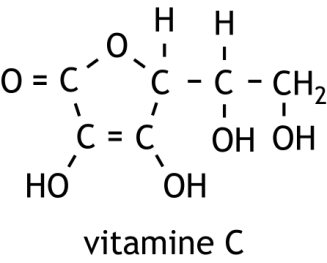 H H
O
O = C C - C - CH2
C = C OH OH
HO OH
vitamine C